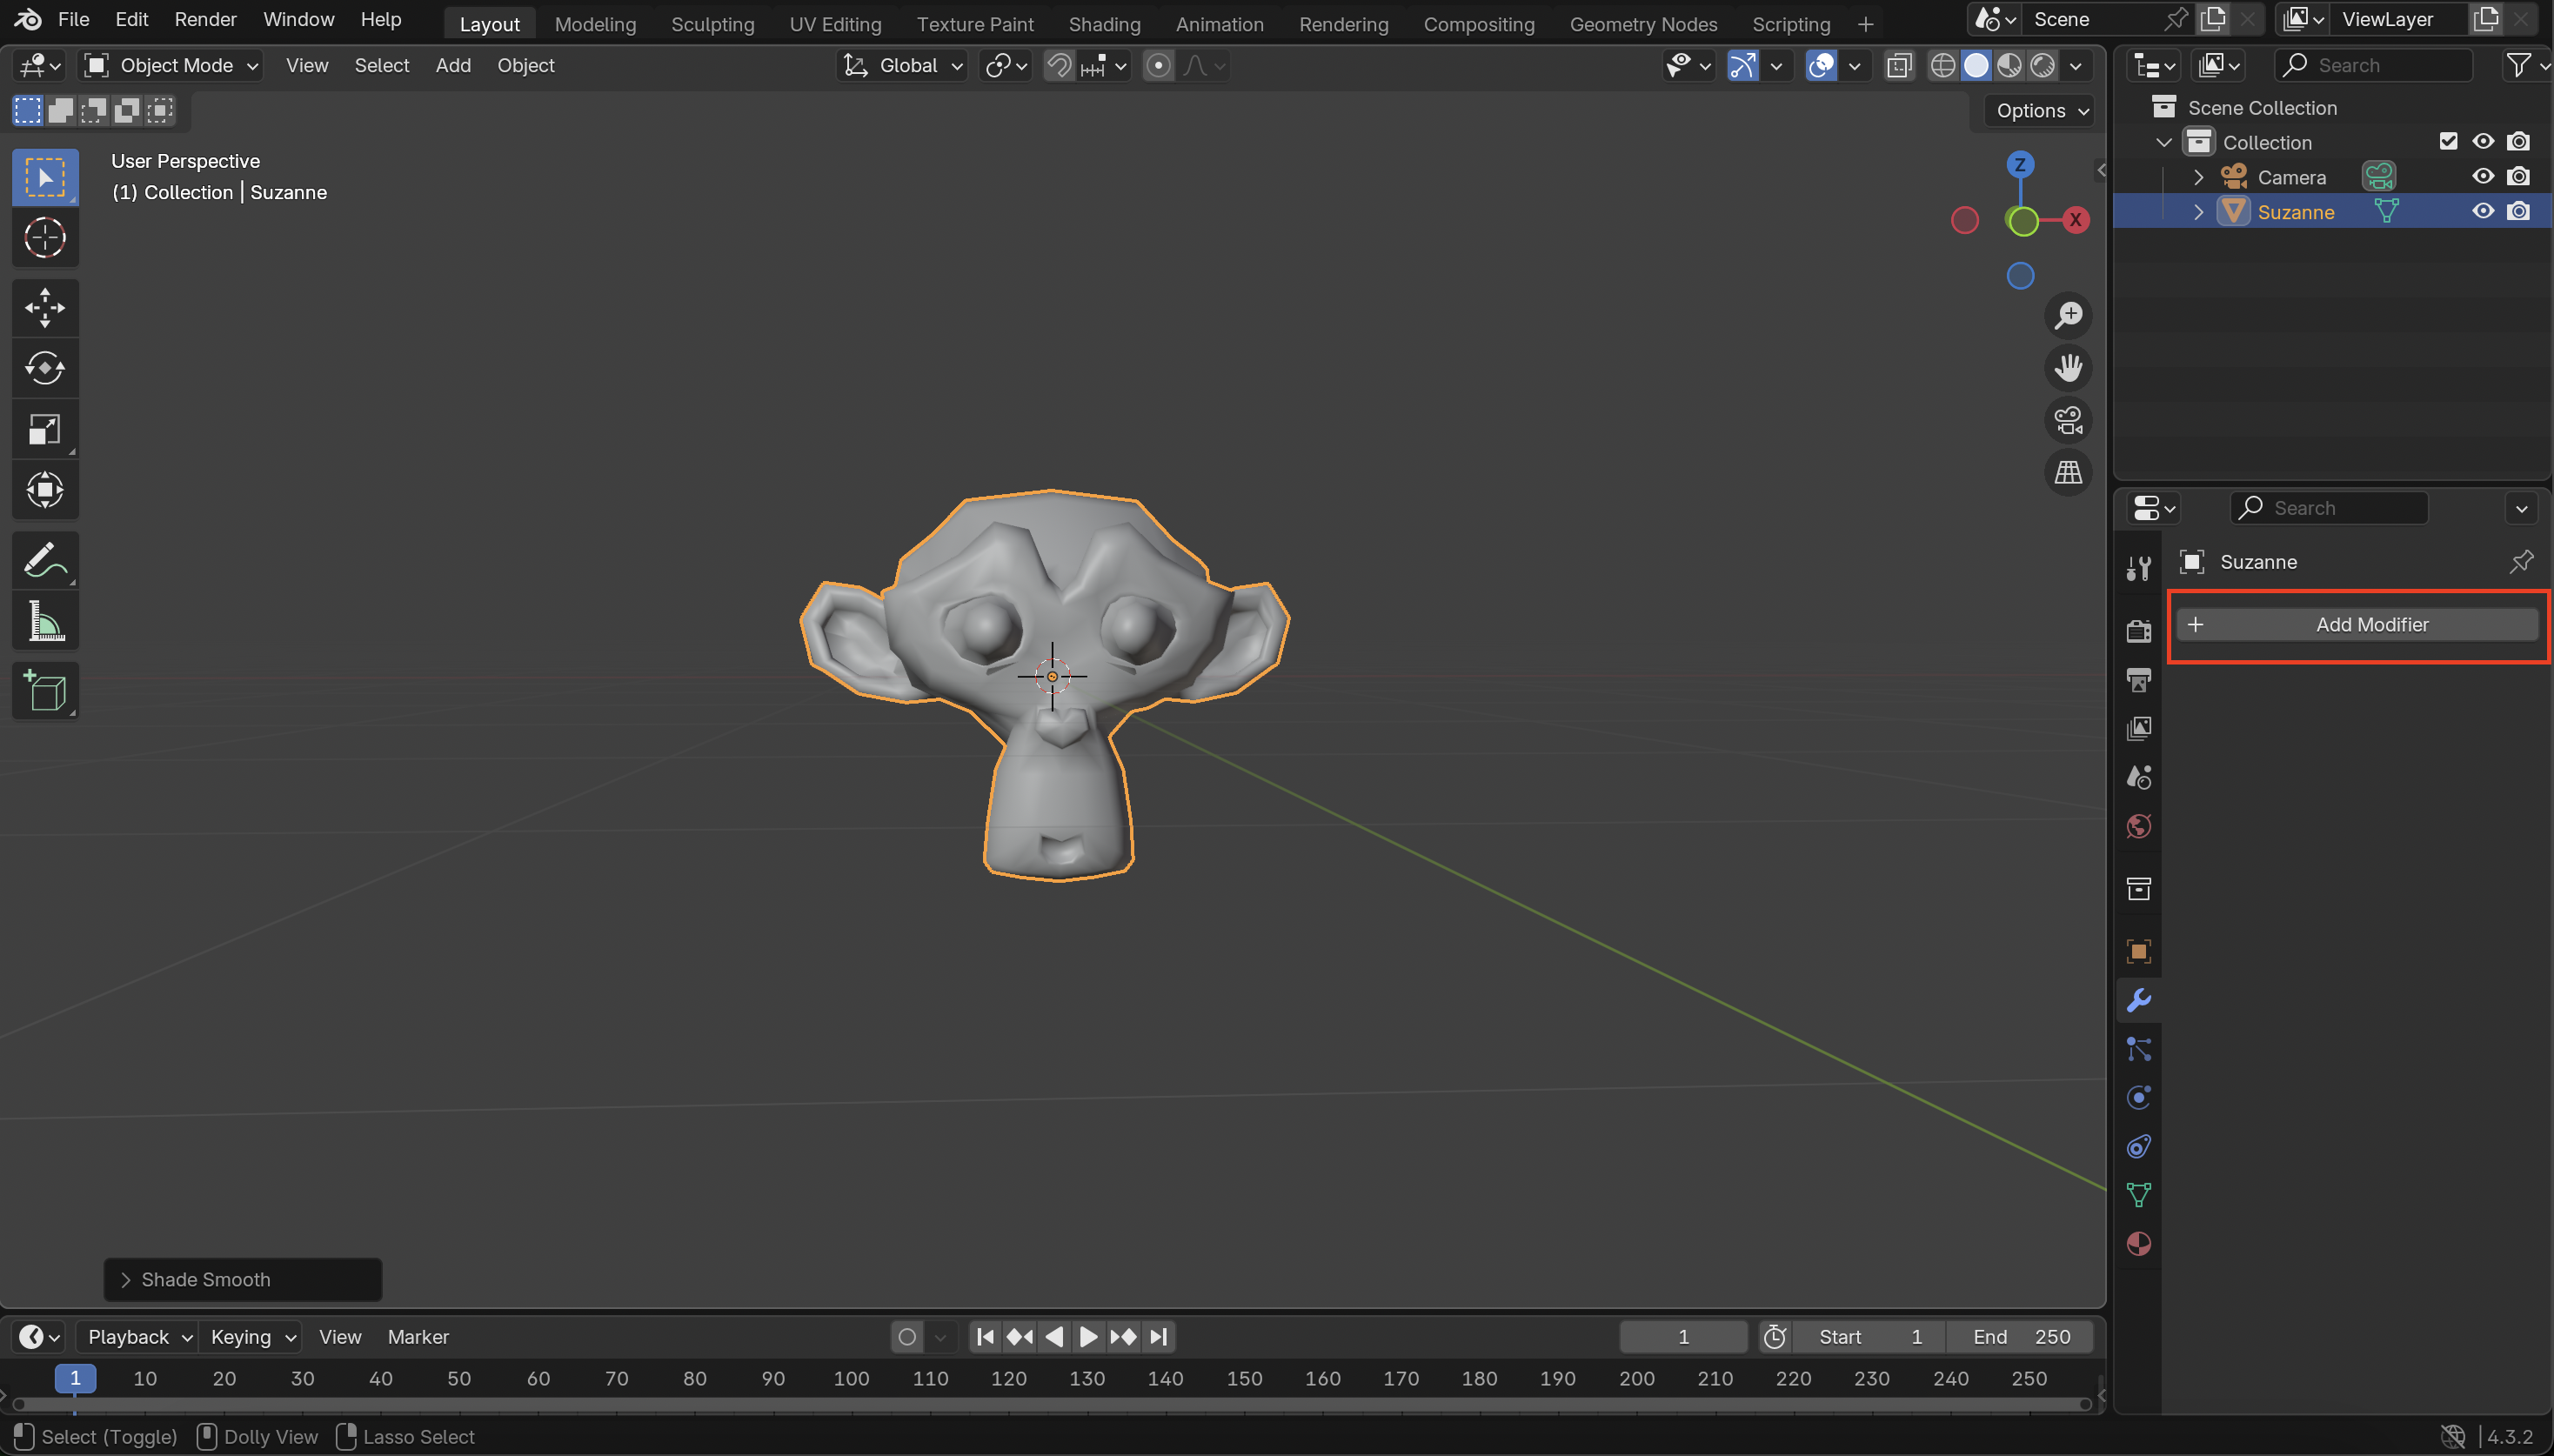 File Edit Render Window Help Layout Modeling Sculpting UV Editing Texture Paint Shading Animation Rendering Compositing Geometry Nodes Scripting + Scene ViewLayer
Object Mode View Select Add Object Global Search
Options
User Perspective
(1) Collection | Suzanne
Z
X
Scene Collection
Collection
Camera
Suzanne
Search
Suzanne
+ Add Modifier
Shade Smooth
Playback Keying View Marker 1 Start 1 End 250
1 10 20 30 40 50 60 70 80 90 100 110 120 130 140 150 160 170 180 190 200 210 220 230 240 250
Select (Toggle) Dolly View Lasso Select 4.3.2